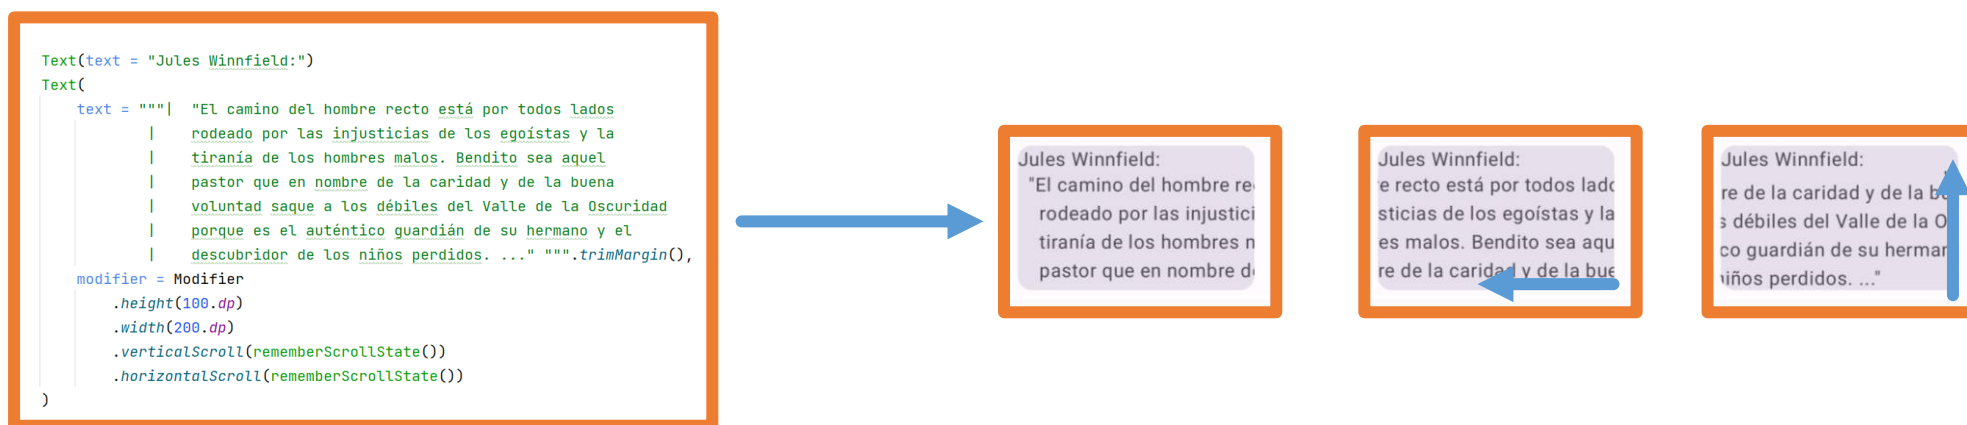 Text(text = "Jules Winnfield:")
Text(
text = """|  "El camino del hombre recto está por todos lados
|    rodeado por las injusticias de los egoístas y la
|    tiranía de los hombres malos. Bendito sea aquel
|    pastor que en nombre de la caridad y de la buena
|    voluntad saque a los débiles del Valle de la Oscuridad
|    porque es el auténtico guardián de su hermano y el
|    descubridor de los niños perdidos. ..." """.trimMargin(),
modifier = Modifier
.height(100.dp)
.width(200.dp)
.verticalScroll(rememberScrollState())
.horizontalScroll(rememberScrollState())
)
Jules Winnfield:
"El camino del hombre re
rodeado por las injustici
tiranía de los hombres
pastor que en nombre d
Jules Winnfield:
e recto está por todos lado
sticias de los egoístas y la
es malos. Bendito sea aqu
re de la caridad y de la bue
Jules Winnfield:
re de la caridad y de la b
s débiles del Valle de la O
co guardián de su herman
niños perdidos. ..."